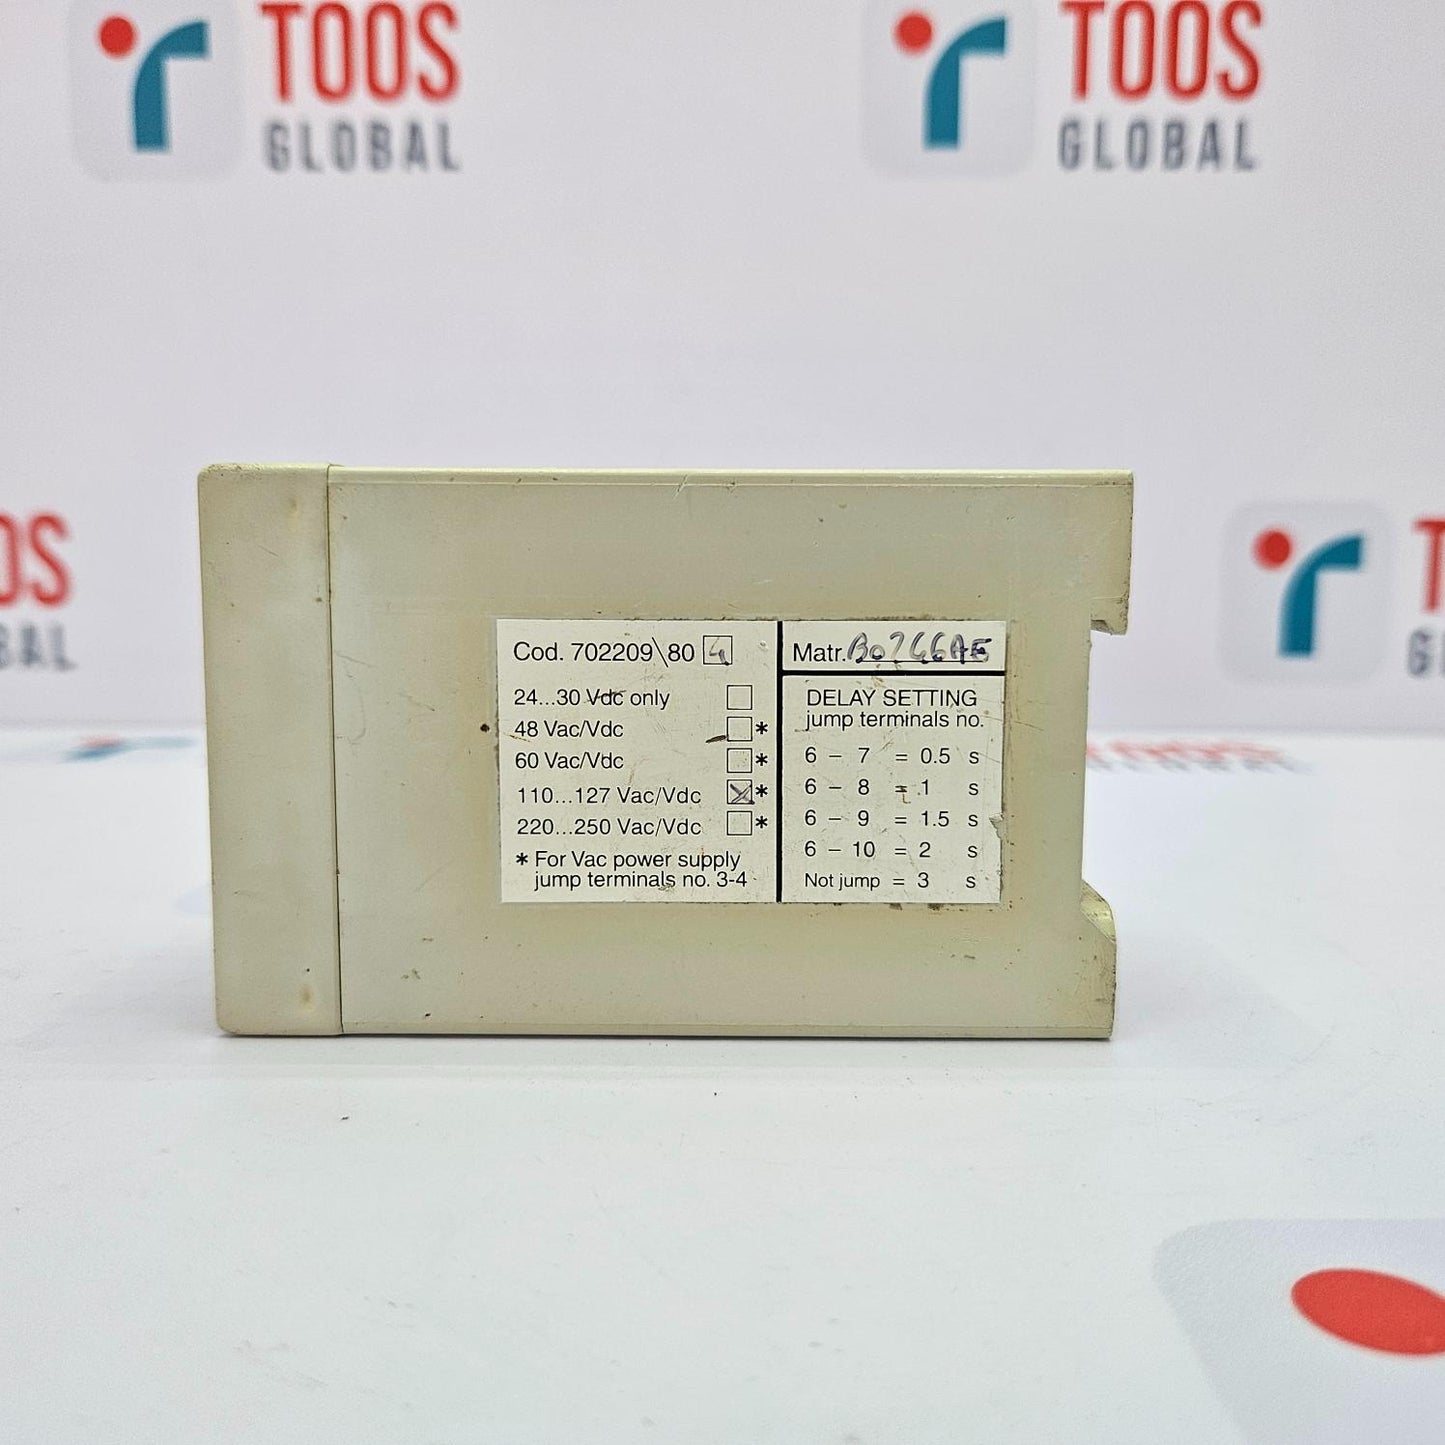 TOOS
GLOBAL
TOOS
GLOBAL
TOOS
GLOBAL
Cod. 702209\80 4
24...30 Vdc only
48 Vac/Vdc *
60 Vac/Vdc *
110...127 Vac/Vdc *
220...250 Vac/Vdc *
* For Vac power supply
jump terminals no. 3-4
Matr.
DELAY SETTING
jump terminals no.
6 – 7 = 0.5 s
6 – 8 = 1 s
6 – 9 = 1.5 s
6 – 10 = 2 s
Not jump = 3 s